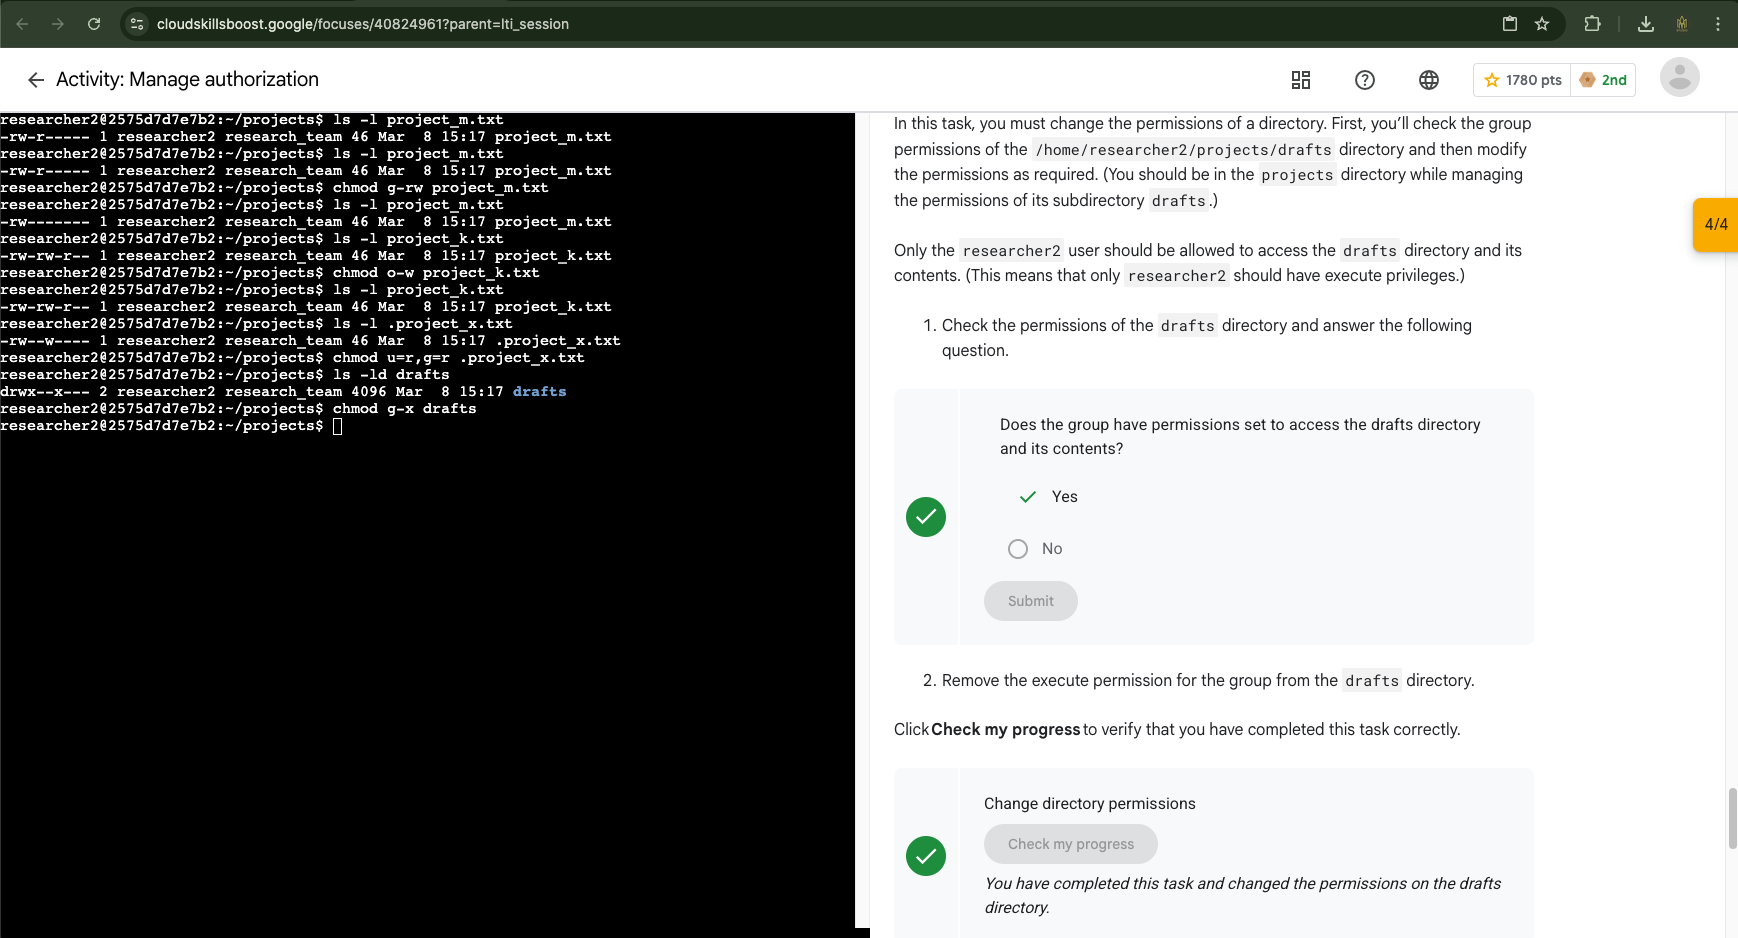 cloudskillsboost.google/focuses/40824961?parent=lti_session
Activity: Manage authorization
1780 pts
2nd
researcher2@2575d7d7e7b2:~/projects$ ls -l project_m.txt
-rw-r----- 1 researcher2 research_team 46 Mar  8 15:17 project_m.txt
researcher2@2575d7d7e7b2:~/projects$ ls -l project_m.txt
-rw-r----- 1 researcher2 research_team 46 Mar  8 15:17 project_m.txt
researcher2@2575d7d7e7b2:~/projects$ chmod g-rw project_m.txt
researcher2@2575d7d7e7b2:~/projects$ ls -l project_m.txt
-rw------- 1 researcher2 research_team 46 Mar  8 15:17 project_m.txt
researcher2@2575d7d7e7b2:~/projects$ ls -l project_k.txt
-rw-rw-r-- 1 researcher2 research_team 46 Mar  8 15:17 project_k.txt
researcher2@2575d7d7e7b2:~/projects$ chmod o-w project_k.txt
researcher2@2575d7d7e7b2:~/projects$ ls -l project_k.txt
-rw-rw-r-- 1 researcher2 research_team 46 Mar  8 15:17 project_k.txt
researcher2@2575d7d7e7b2:~/projects$ ls -l .project_x.txt
-rw--w---- 1 researcher2 research_team 46 Mar  8 15:17 .project_x.txt
researcher2@2575d7d7e7b2:~/projects$ chmod u=r,g=r .project_x.txt
researcher2@2575d7d7e7b2:~/projects$ ls -ld drafts
drwx--x--- 2 researcher2 research_team 4096 Mar  8 15:17 drafts
researcher2@2575d7d7e7b2:~/projects$ chmod g-x drafts
researcher2@2575d7d7e7b2:~/projects$
In this task, you must change the permissions of a directory. First, you’ll check the group
permissions of the /home/researcher2/projects/drafts directory and then modify
the permissions as required. (You should be in the projects directory while managing
the permissions of its subdirectory drafts.)
4/4
Only the researcher2 user should be allowed to access the drafts directory and its
contents. (This means that only researcher2 should have execute privileges.)
1. Check the permissions of the drafts directory and answer the following
question.
Does the group have permissions set to access the drafts directory
and its contents?
Yes
No
Submit
2. Remove the execute permission for the group from the drafts directory.
Click Check my progress to verify that you have completed this task correctly.
Change directory permissions
Check my progress
You have completed this task and changed the permissions on the drafts
directory.